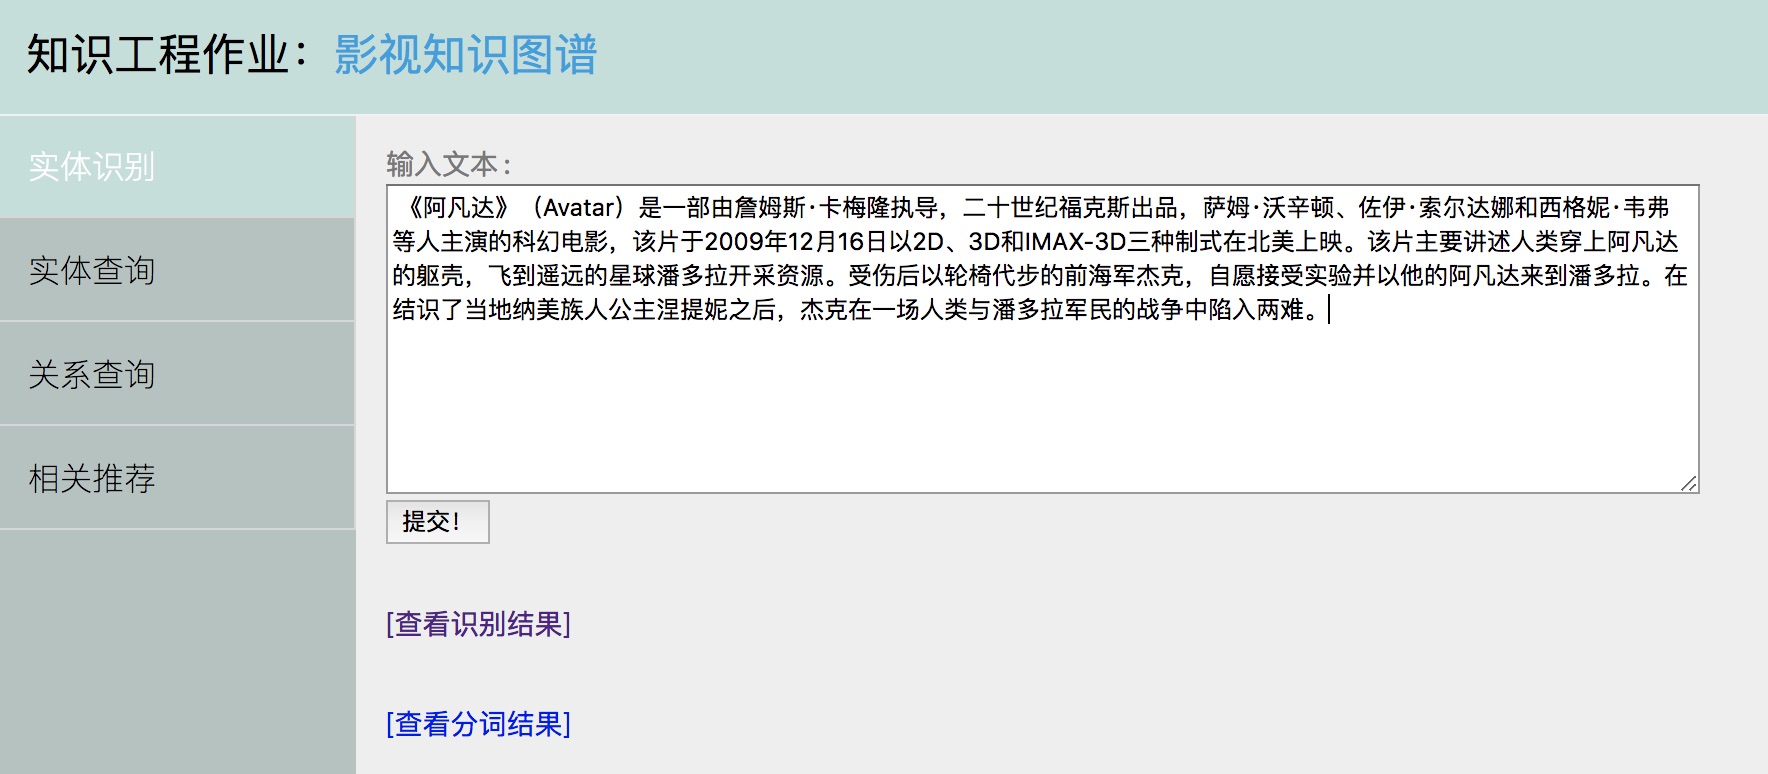 知识工程作业：影视知识图谱
实体识别
实体查询
关系查询
相关推荐
输入文本：
《阿凡达》（Avatar）是一部由詹姆斯·卡梅隆执导，二十世纪福克斯出品，萨姆·沃辛顿、佐伊·索尔达娜和西格妮·韦弗
等人主演的科幻电影，该片于2009年12月16日以2D、3D和IMAX-3D三种制式在北美上映。该片主要讲述人类穿上阿凡达
的躯壳，飞到遥远的星球潘多拉开采资源。受伤后以轮椅代步的前海军杰克，自愿接受实验并以他的阿凡达来到潘多拉。在
结识了当地纳美族人公主涅提妮之后，杰克在一场人类与潘多拉军民的战争中陷入两难。
提交！
[查看识别结果]
[查看分词结果]